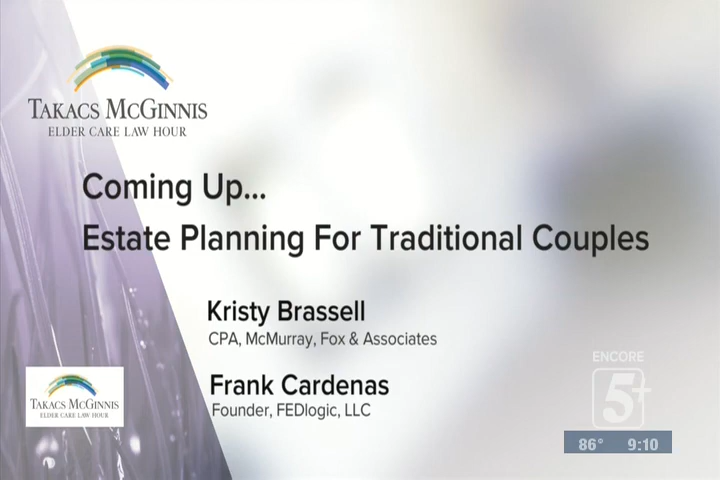 TAKACS MCGINNIS
ELDER CARE LAW HOUR
Coming Up...
Estate Planning For Traditional Couples
Kristy Brassell
CPA, McMurray, Fox & Associates
Frank Cardenas
Founder, FEDlogic, LLC
TAKACS MCGINNIS
ELDER CARE LAW HOUR
ENCORE
5+
86° 9:10